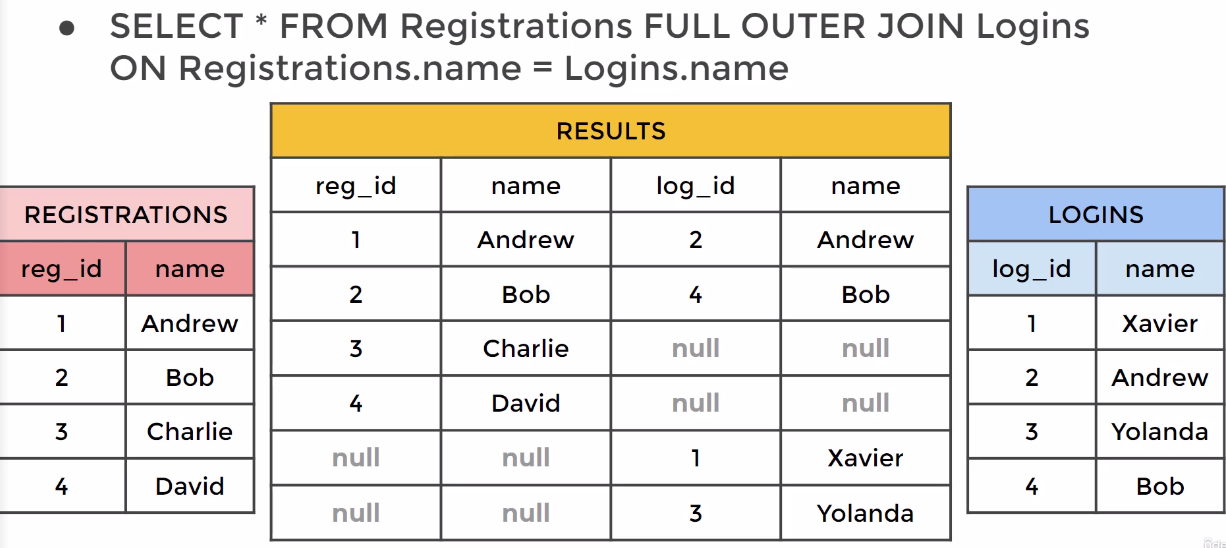 ● SELECT * FROM Registrations FULL OUTER JOIN Logins
ON Registrations.name = Logins.name
REGISTRATIONS
reg_id name
1 Andrew
2 Bob
3 Charlie
4 David
RESULTS
reg_id name log_id name
1 Andrew 2 Andrew
2 Bob 4 Bob
3 Charlie null null
4 David null null
null null 1 Xavier
null null 3 Yolanda
LOGINS
log_id name
1 Xavier
2 Andrew
3 Yolanda
4 Bob